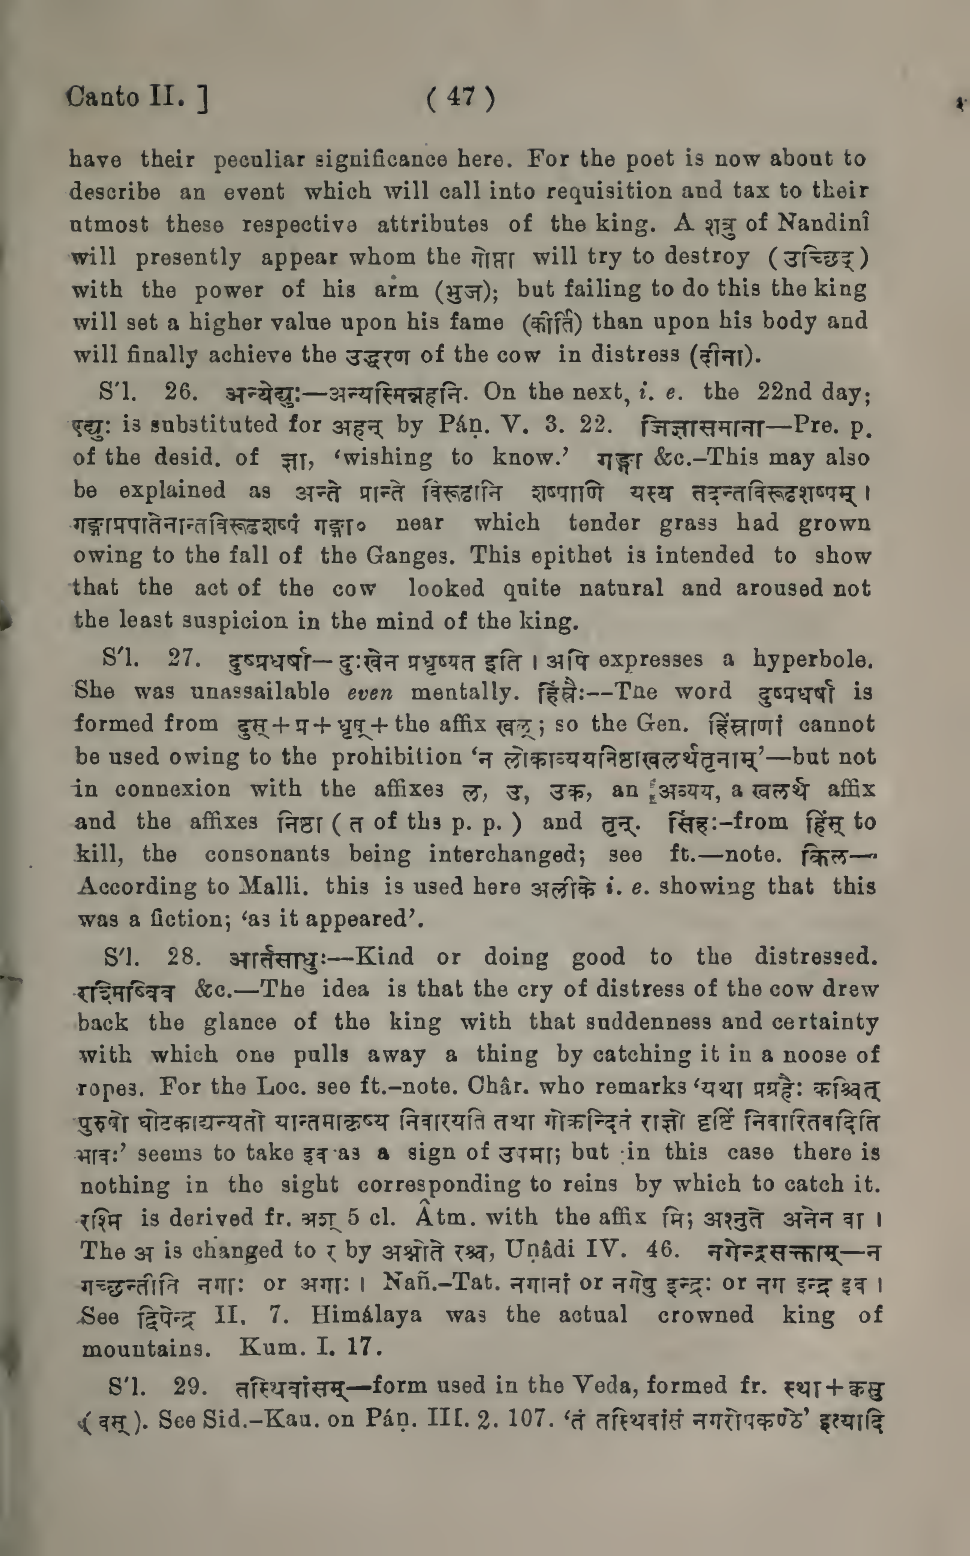 Canto II. ] ( 47 )
have their peculiar significance here. For the poet is now about to
describe an event which will call into requisition and tax to their
utmost these respective attributes of the king. A शत्रु of Nandinî
will presently appear whom the गोप्ता will try to destroy ( उच्छिद् )
with the power of his arm (भुज); but failing to do this the king
will set a higher value upon his fame (कीर्ति) than upon his body and
will finally achieve the उद्धरण of the cow in distress (दीना).
S'l. 26. अन्येद्युः—अन्यस्मिन्नहनि. On the next, i. e. the 22nd day;
एद्युः is substituted for अहन् by Páṇ. V. 3. 22. जिज्ञासमाना—Pre. p.
of the desid. of ज्ञा, ‘wishing to know.’ गङ्गा &c.–This may also
be explained as अन्ते प्रान्ते विरूढानि शष्पाणि यस्य तदन्तविरूढशष्पम् ।
गङ्गाप्रपातेनान्तविरूढशष्पं गङ्गा० near which tender grass had grown
owing to the fall of the Ganges. This epithet is intended to show
that the act of the cow looked quite natural and aroused not
the least suspicion in the mind of the king.
S'l. 27. दुष्प्रधर्षा—दुःखेन प्रधृष्यत इति । अपि expresses a hyperbole.
She was unassailable even mentally. हिंस्रैः--The word दुष्प्रधर्षा is
formed from दुस्+प्र+धृष्+the affix खल्; so the Gen. हिंस्राणां cannot
be used owing to the prohibition ‘न लोकाव्ययनिष्ठाखलर्थतृनाम्’—but not
in connexion with the affixes ल, उ, उक, an अव्यय, a खलर्थ affix
and the affixes निष्ठा ( त of ths p. p. ) and तृन्. सिंहः–from हिंस् to
kill, the consonants being interchanged; see ft.—note. किल—
According to Malli. this is used here अलीके i. e. showing that this
was a fiction; ‘as it appeared’.
S'l. 28. आर्तसाधुः—Kind or doing good to the distressed.
रश्मिष्विव &c.—The idea is that the cry of distress of the cow drew
back the glance of the king with that suddenness and certainty
with which one pulls away a thing by catching it in a noose of
ropes. For the Loc. see ft.–note. Châr. who remarks ‘यथा प्रग्रहैः कश्चित्
पुरुषो घोटकाद्यन्यतो यान्तमाकृष्य निवारयति तथा गोक्रन्दितं राज्ञो दृष्टिं निवारितवदिति
भावः’ seems to take इव as a sign of उपमा; but in this case there is
nothing in the sight corresponding to reins by which to catch it.
रश्मि is derived fr. अश् 5 cl. Âtm. with the affix मि; अश्नुते अनेन वा ।
The अ is changed to र by अश्नोते रश्च, Uṇâdi IV. 46. नगेन्द्रसक्ताम्—न
गच्छन्तीति नगाः or अगाः । Nañ.–Tat. नगानां or नगेषु इन्द्रः or नग इन्द्र इव ।
See द्विपेन्द्र II. 7. Himálaya was the actual crowned king of
mountains. Kum. I. 17.
S'l. 29. तस्थिवांसम्—form used in the Veda, formed fr. स्था+कसु
( वस् ). See Sid.–Kau. on Páṇ. III. 2. 107. ‘तं तस्थिवांसं नगरोपकण्ठे’ इत्यादि